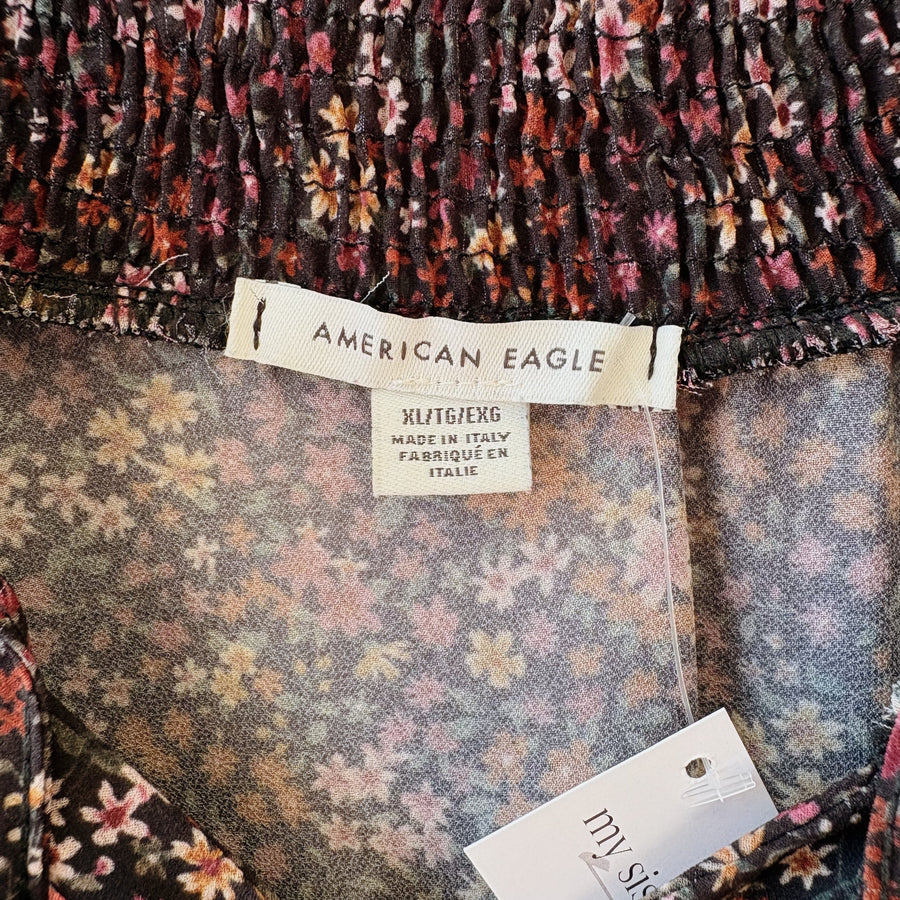 AMERICAN EAGLE
XL/TG/EXG
MADE IN ITALY
FABRIQUÉ EN
ITALIE
my sis